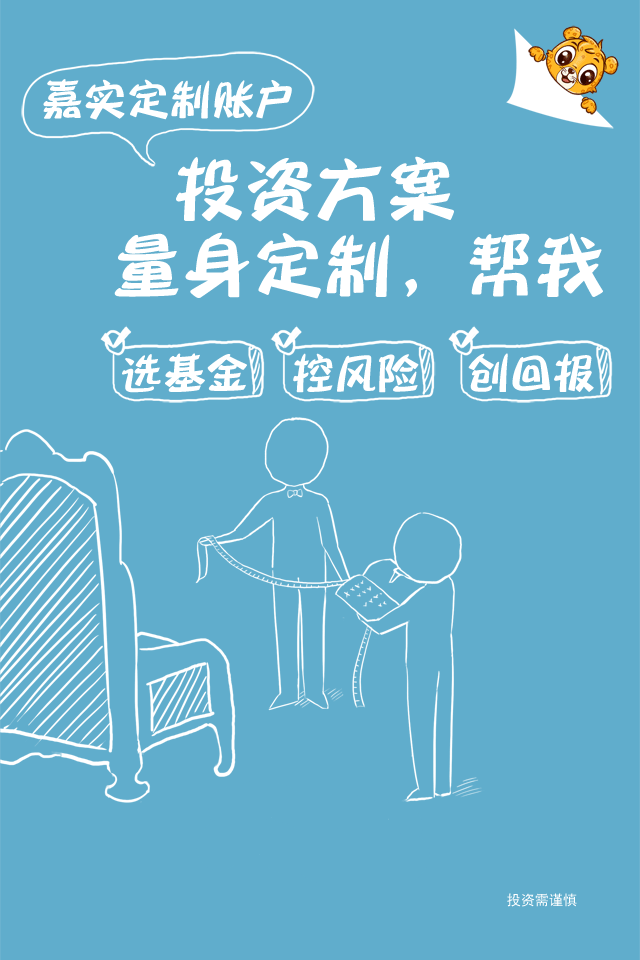 嘉实定制账户
投资方案
量身定制，帮我
选基金 控风险 创回报
投资需谨慎